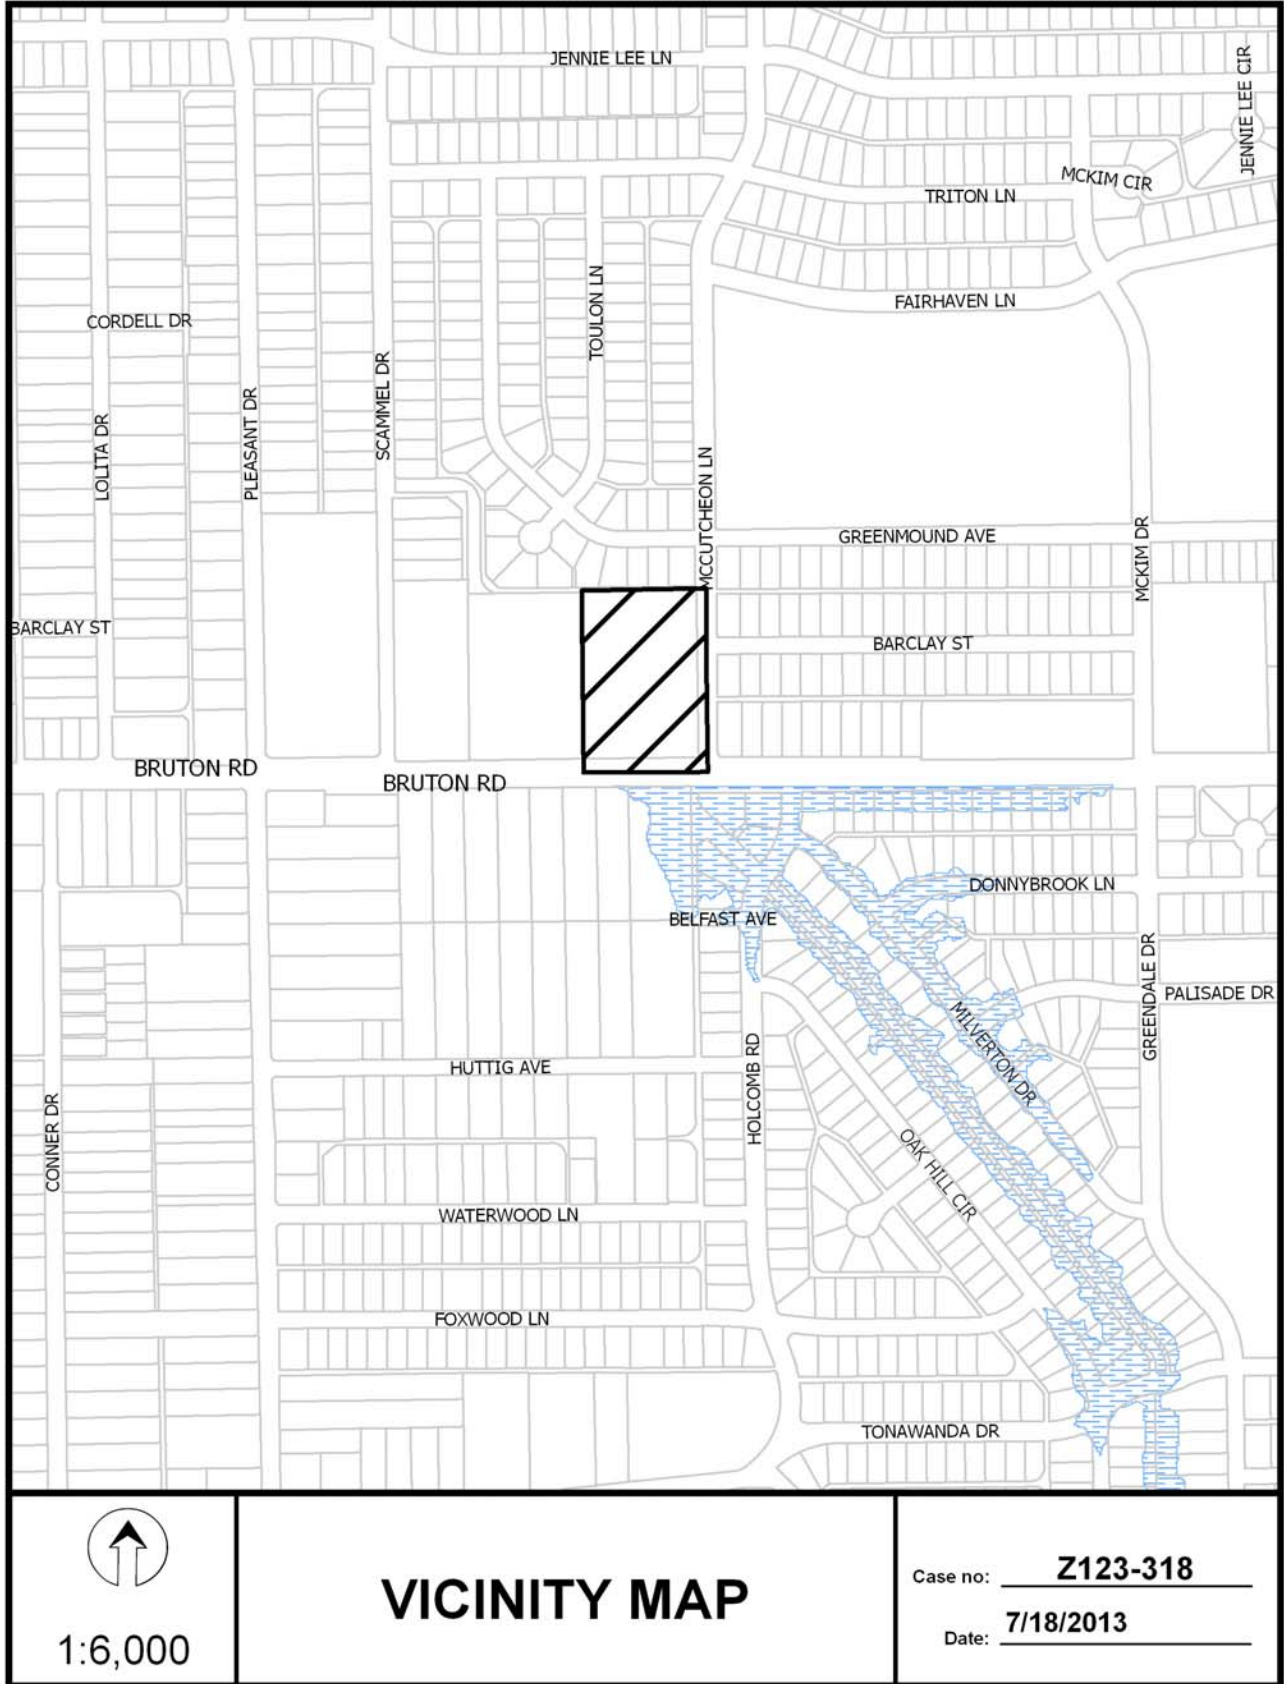 JENNIE LEE LN
JENNIE LEE CIR
MCKIM CIR
TRITON LN
FAIRHAVEN LN
TOULON LN
CORDELL DR
SCAMMEL DR
PLEASANT DR
LOLITA DR
MCCUTCHEON LN
GREENMOUND AVE
MCKIM DR
BARCLAY ST
BARCLAY ST
BRUTON RD
BRUTON RD
DONNYBROOK LN
BELFAST AVE
GREENDALE DR
PALISADE DR
MILVERTON DR
HUTTIG AVE
HOLCOMB RD
CONNER DR
OAK HILL CIR
WATERWOOD LN
FOXWOOD LN
TONAWANDA DR
1:6,000
VICINITY MAP
Case no: Z123-318
Date: 7/18/2013